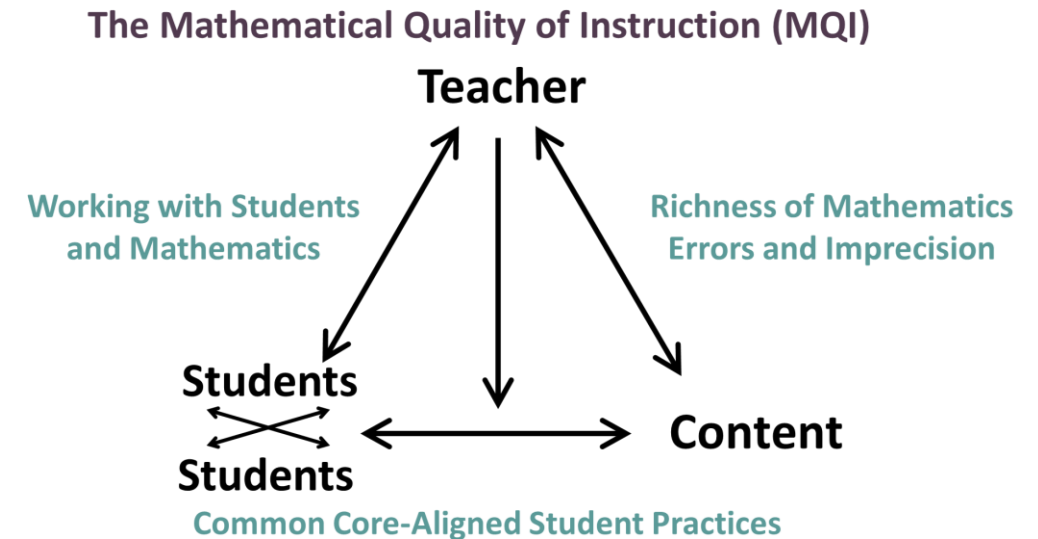 The Mathematical Quality of Instruction (MQI)
Teacher
Working with Students
and Mathematics
Richness of Mathematics
Errors and Imprecision
Students
Students
Content
Common Core-Aligned Student Practices